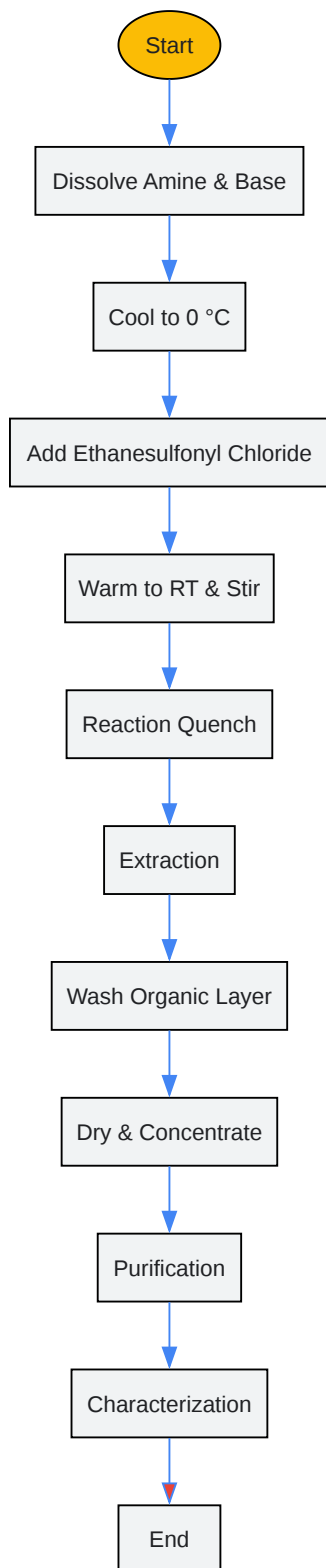 Start
Dissolve Amine & Base
Cool to 0 °C
Add Ethanesulfonyl Chloride
Warm to RT & Stir
Reaction Quench
Extraction
Wash Organic Layer
Dry & Concentrate
Purification
Characterization
End